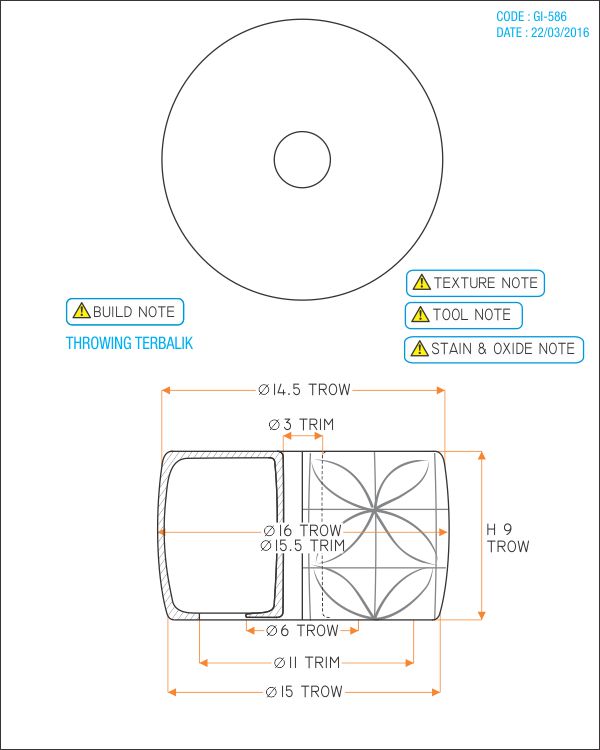 CODE : GI-586
DATE : 22/03/2016
TEXTURE NOTE
BUILD NOTE
TOOL NOTE
THROWING TERBALIK
STAIN & OXIDE NOTE
Ø14.5 TROW
Ø3 TRIM
Ø16 TROW
Ø15.5 TRIM
H 9
TROW
Ø6 TROW
Ø11 TRIM
Ø15 TROW